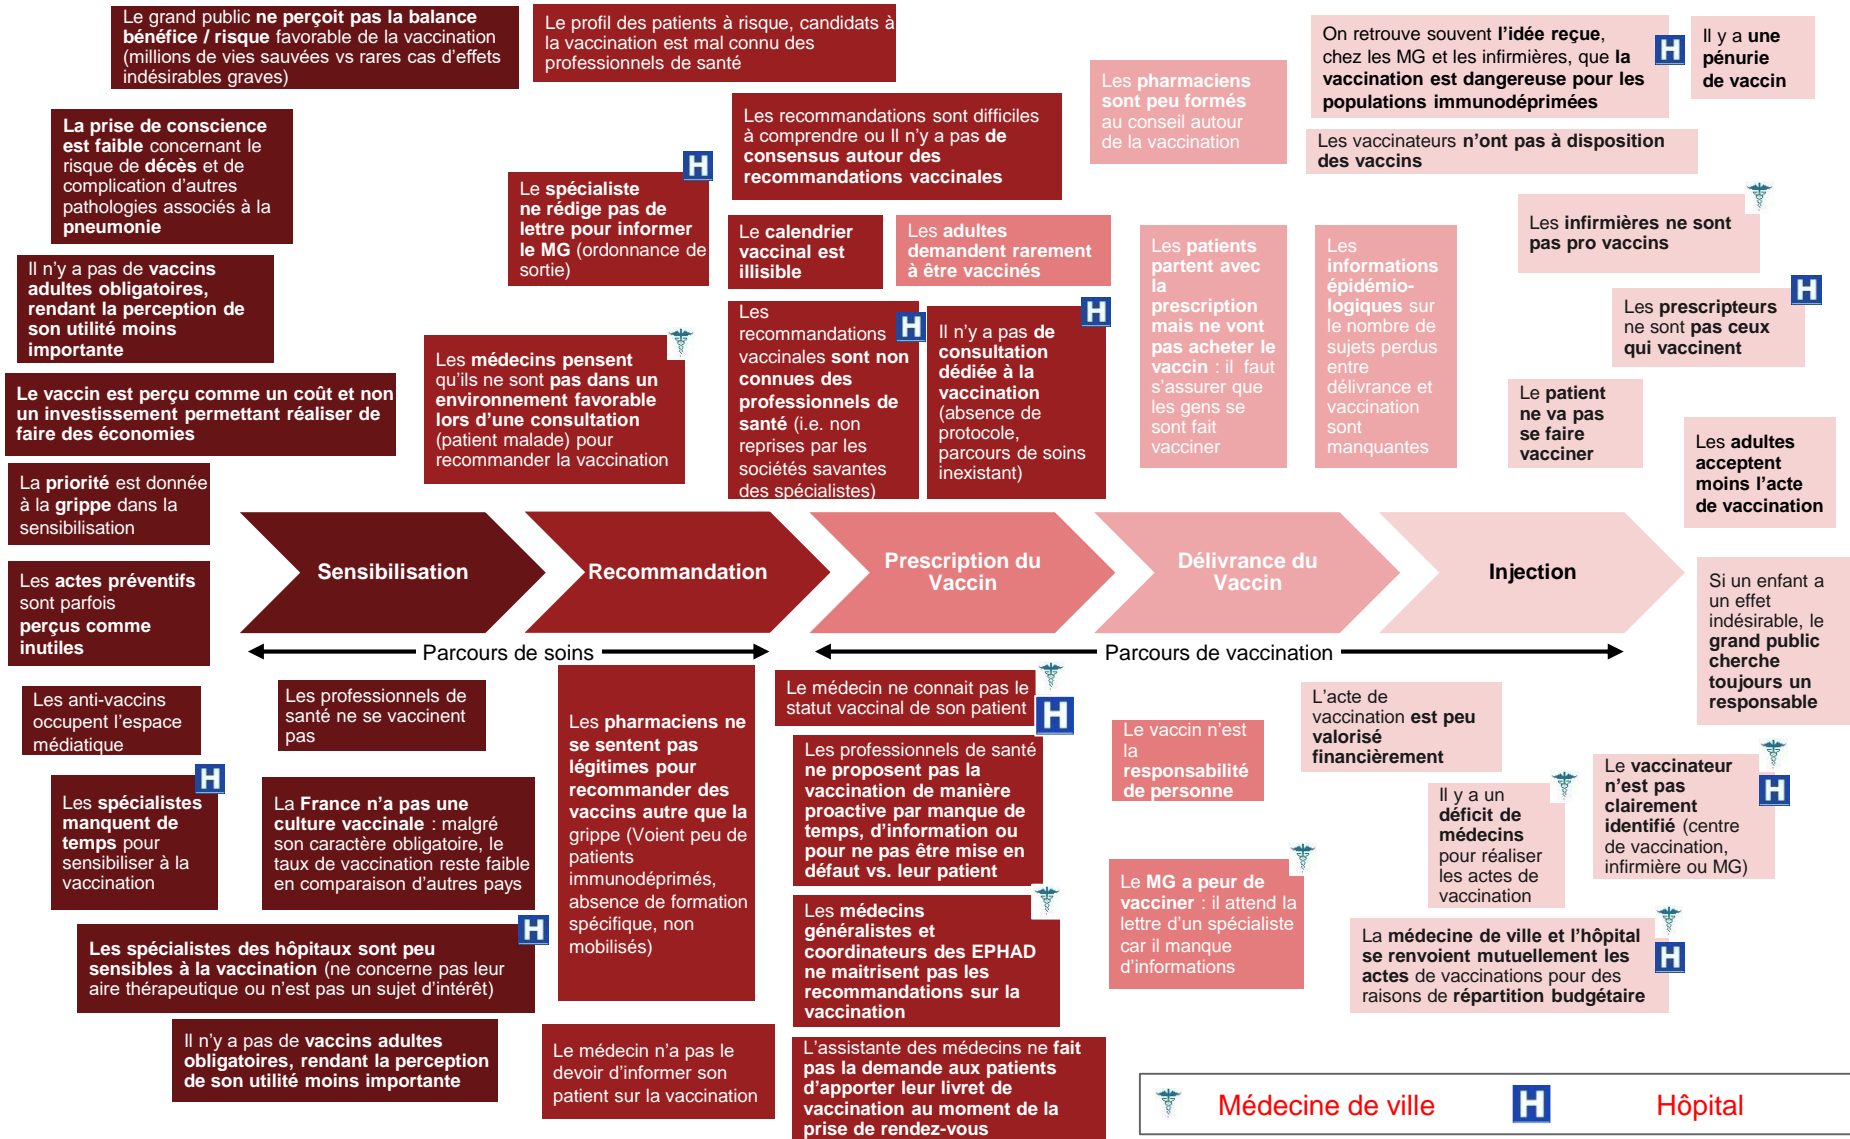 Le grand public ne perçoit pas la balance
bénéfice / risque favorable de la vaccination
(millions de vies sauvées vs rares cas d'effets
indésirables graves)
Le profil des patients à risque, candidats à
la vaccination est mal connu des
professionnels de santé
On retrouve souvent l'idée reçue,
chez les MG et les infirmières, que la
vaccination est dangereuse pour les
populations immunodéprimées
H
Il y a une
pénurie
de vaccin
La prise de conscience
est faible concernant le
risque de décès et de
complication d'autres
pathologies associés à la
pneumonie
Les recommandations sont difficiles
à comprendre ou Il n'y a pas de
consensus autour des
recommandations vaccinales
Les pharmaciens
sont peu formés
au conseil autour
de la vaccination
Les vaccinateurs n'ont pas à disposition
des vaccins
H
Le spécialiste
ne rédige pas de
lettre pour informer
le MG (ordonnance de
sortie)
Le calendrier
vaccinal est
illisible
Les adultes
demandent rarement
à être vaccinés
Les patients
partent avec
la
prescription
mais ne vont
pas acheter le
vaccin : il faut
s'assurer que
les gens se
sont fait
vacciner
Les
informations
épidémio-
logiques sur
le nombre de
sujets perdus
entre
délivrance et
vaccination
sont
manquantes
Les infirmières ne sont
pas pro vaccins
Il n'y a pas de vaccins
adultes obligatoires,
rendant la perception de
son utilité moins
importante
H
Les prescripteurs
ne sont pas ceux
qui vaccinent
Les médecins pensent
qu'ils ne sont pas dans un
environnement favorable
lors d'une consultation
(patient malade) pour
recommander la vaccination
Les
recommandations
vaccinales sont non
connues des
professionnels de
santé (i.e. non
reprises par les
sociétés savantes
des spécialistes)
H
Il n'y a pas de
consultation
dédiée à la
vaccination
(absence de
protocole,
parcours de soins
inexistant)
H
Le vaccin est perçu comme un coût et non
un investissement permettant réaliser de
faire des économies
Le patient
ne va pas
se faire
vacciner
Les adultes
acceptent
moins l'acte
de vaccination
La priorité est donnée
à la grippe dans la
sensibilisation
Sensibilisation
Recommandation
Prescription du
Vaccin
Délivrance du
Vaccin
Injection
Les actes préventifs
sont parfois
perçus comme
inutiles
Si un enfant a
un effet
indésirable, le
grand public
cherche
toujours un
responsable
Parcours de soins
Parcours de vaccination
Les anti-vaccins
occupent l'espace
médiatique
Les professionnels de
santé ne se vaccinent
pas
Les pharmaciens ne
se sentent pas
légitimes pour
recommander des
vaccins autre que la
grippe (Voient peu de
patients
immunodéprimés,
absence de formation
spécifique, non
mobilisés)
Le médecin ne connait pas le
statut vaccinal de son patient
H
Le vaccin n'est
la
responsabilité
de personne
L'acte de
vaccination est peu
valorisé
financièrement
Les professionnels de santé
ne proposent pas la
vaccination de manière
proactive par manque de
temps, d'information ou
pour ne pas être mise en
défaut vs. leur patient
H
Les spécialistes
manquent de
temps pour
sensibiliser à la
vaccination
La France n'a pas une
culture vaccinale : malgré
son caractère obligatoire, le
taux de vaccination reste faible
en comparaison d'autres pays
Il y a un
déficit de
médecins
pour réaliser
les actes de
vaccination
Le vaccinateur
n'est pas
clairement
identifié (centre
de vaccination,
infirmière ou MG)
H
Le MG a peur de
vacciner : il attend la
lettre d'un spécialiste
car il manque
d'informations
Les médecins
généralistes et
coordinateurs des EPHAD
ne maitrisent pas les
recommandations sur la
vaccination
H
Les spécialistes des hôpitaux sont peu
sensibles à la vaccination (ne concerne pas leur
aire thérapeutique ou n'est pas un sujet d'intérêt)
La médecine de ville et l'hôpital
se renvoient mutuellement les
actes de vaccinations pour des
raisons de répartition budgétaire
H
Il n'y a pas de vaccins adultes
obligatoires, rendant la perception
de son utilité moins importante
Le médecin n'a pas le
devoir d'informer son
patient sur la vaccination
L'assistante des médecins ne fait
pas la demande aux patients
d'apporter leur livret de
vaccination au moment de la
prise de rendez-vous
Médecine de ville
H
Hôpital